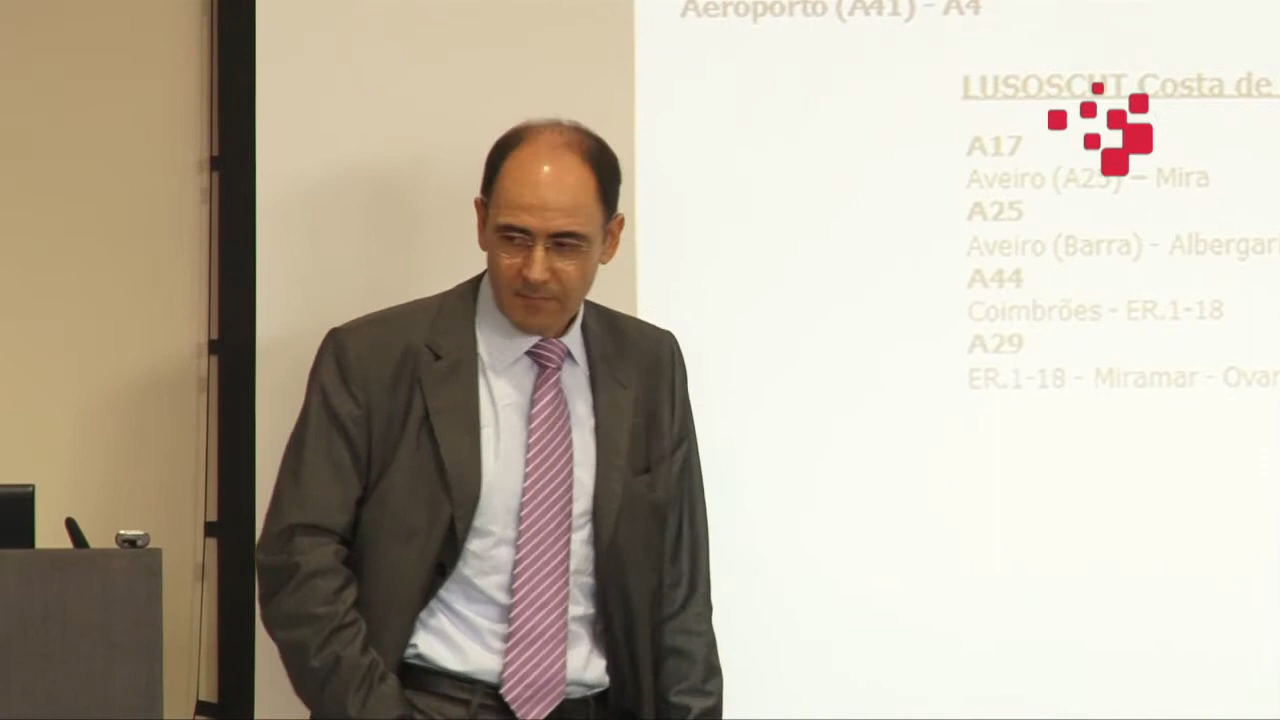 Aeroporto (A41) - A4
LUSOSCUT Costa de
A17
Aveiro (A25) – Mira
A25
Aveiro (Barra) - Albergari
A44
Coimbrões - ER.1-18
A29
ER.1-18 - Miramar - Ovar